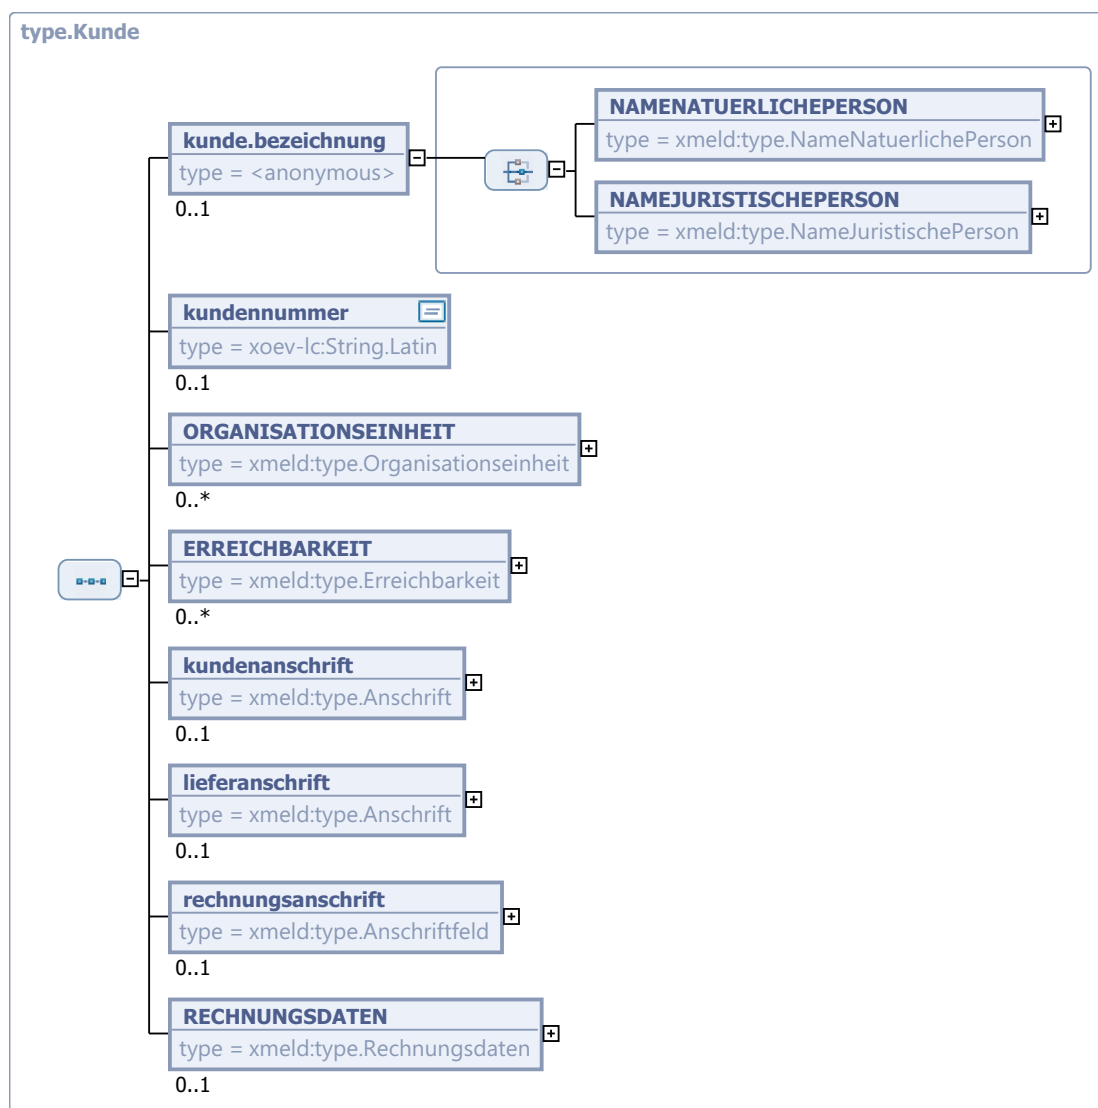 type.Kunde
kunde.bezeichnung
type = <anonymous>
0..1
NAMENATUERLICHEPERSON
type = xmeld:type.NameNatuerlichePerson
NAMEJURISTISCHEPERSON
type = xmeld:type.NameJuristischePerson
kundennummer
type = xoev-lc:String.Latin
0..1
ORGANISATIONSEINHEIT
type = xmeld:type.Organisationseinheit
0..*
ERREICHBARKEIT
type = xmeld:type.Erreichbarkeit
0..*
kundenanschrift
type = xmeld:type.Anschrift
0..1
lieferanschrift
type = xmeld:type.Anschrift
0..1
rechnungsanschrift
type = xmeld:type.Anschriftfeld
0..1
RECHNUNGSDATEN
type = xmeld:type.Rechnungsdaten
0..1